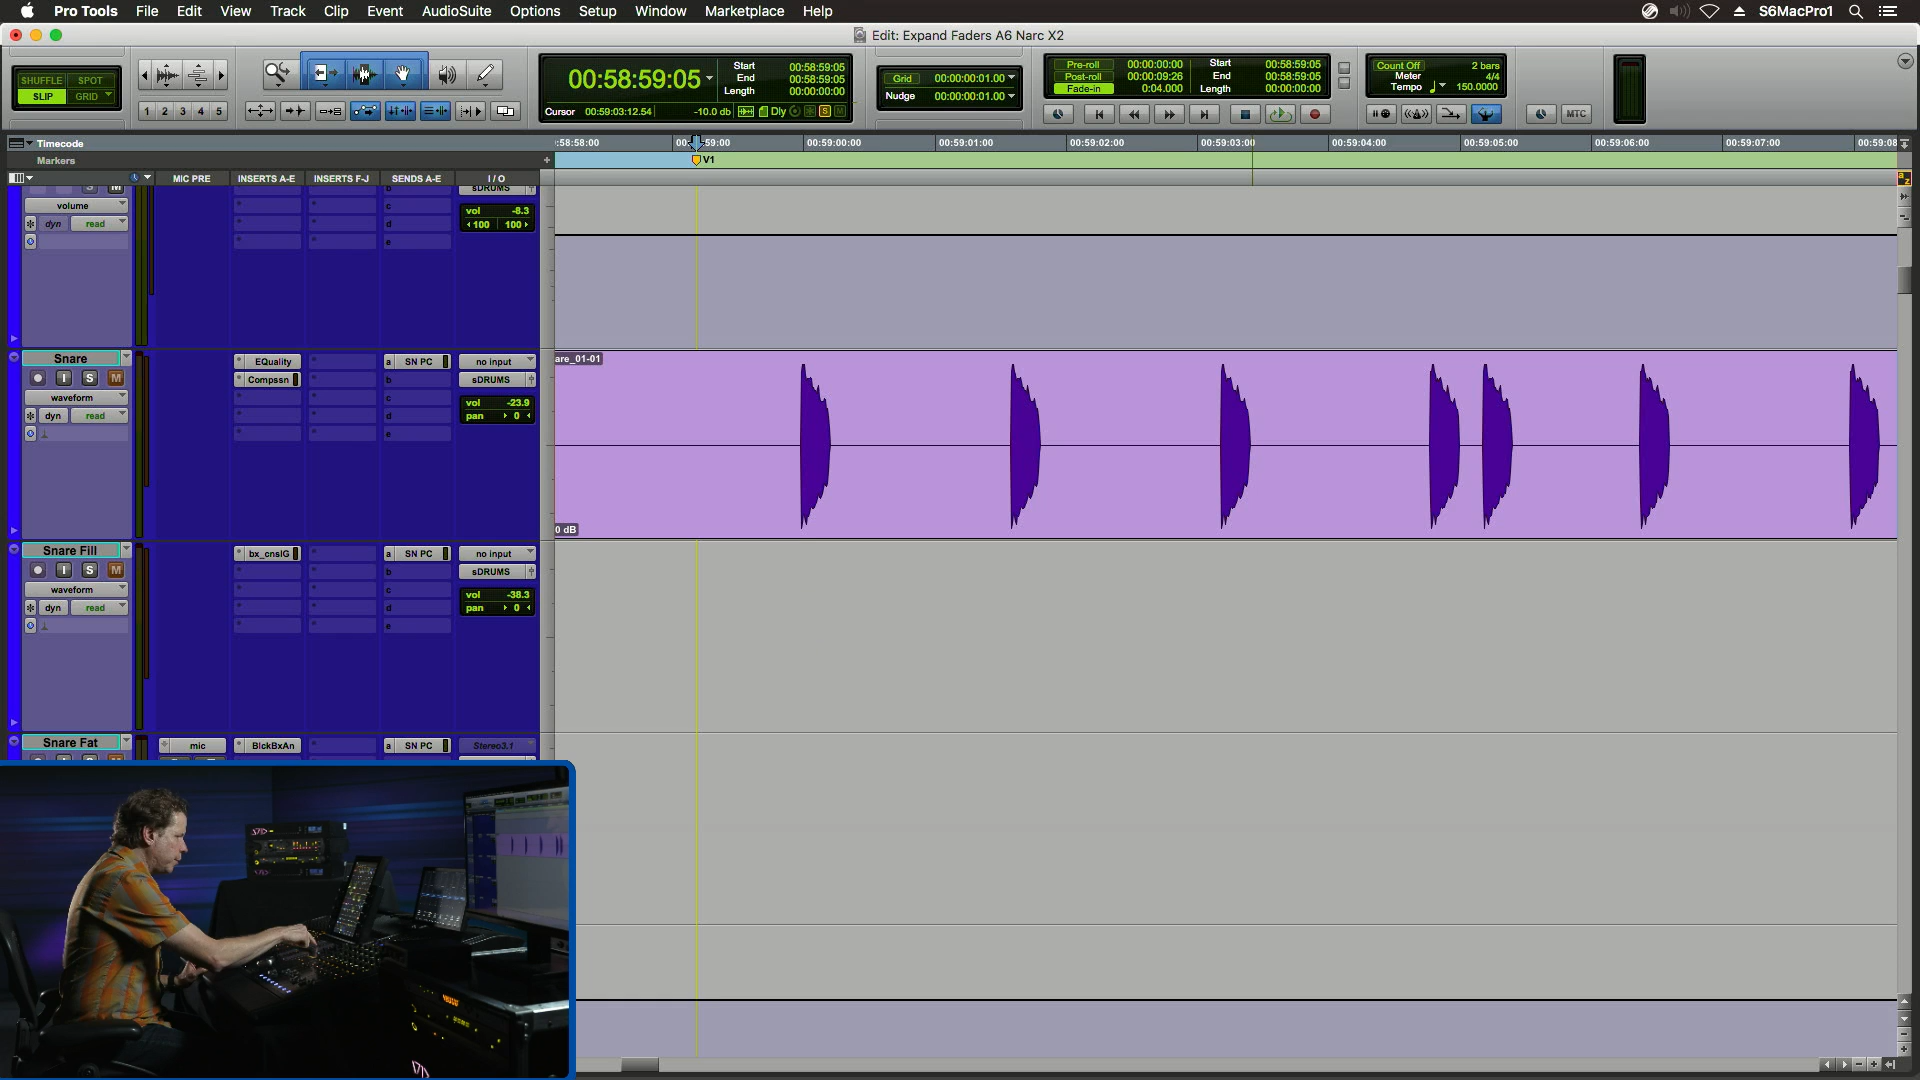 Pro Tools File Edit View Track Clip Event AudioSuite Options Setup Window Marketplace Help S6MacPro1
Edit: Expand Faders A6 Narc X2
SHUFFLE SPOT
SLIP GRID
1 2 3 4 5
00:58:59:05
Start 00:58:59:05
End 00:58:59:05
Length 00:00:00:00
Cursor 00:59:03:12.54 -10.0 db Dly S M
Grid 00:00:00:01.00
Nudge 00:00:00:01.00
Pre-roll 00:00:00:00
Post-roll 00:00:09:26
Fade-in 0:04.000
Start 00:58:59:05
End 00:58:59:05
Length 00:00:00:00
Count Off 2 bars
Meter 4/4
Tempo 150.0000
MTC
Timecode
:58:58:00 00: 59:00 00:59:00:00 00:59:01:00 00:59:02:00 00:59:03:00 00:59:04:00 00:59:05:00 00:59:06:00 00:59:07:00 00:59:08
Markers
V1
MIC PRE INSERTS A-E INSERTS F-J SENDS A-E I / O
a z
S M sDRUMS
volume c
vol -8.3
dyn read d
100 100
e
Snare EQuality a SN PC no input
are_01-01
I S M Compssn b sDRUMS
waveform c
vol -23.9
dyn read d pan 0
e
0 dB
Snare Fill bx_cnslG a SN PC no input
I S M b sDRUMS
waveform c
vol -38.3
dyn read d pan 0
e
Snare Fat mic BlckBxAn a SN PC Stereo3.1